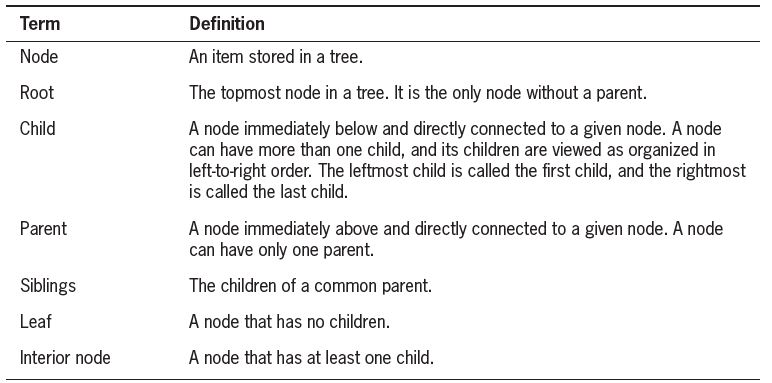 Term Definition
Node An item stored in a tree.
Root The topmost node in a tree. It is the only node without a parent.
Child A node immediately below and directly connected to a given node. A node
can have more than one child, and its children are viewed as organized in
left-to-right order. The leftmost child is called the first child, and the rightmost
is called the last child.
Parent A node immediately above and directly connected to a given node. A node
can have only one parent.
Siblings The children of a common parent.
Leaf A node that has no children.
Interior node A node that has at least one child.